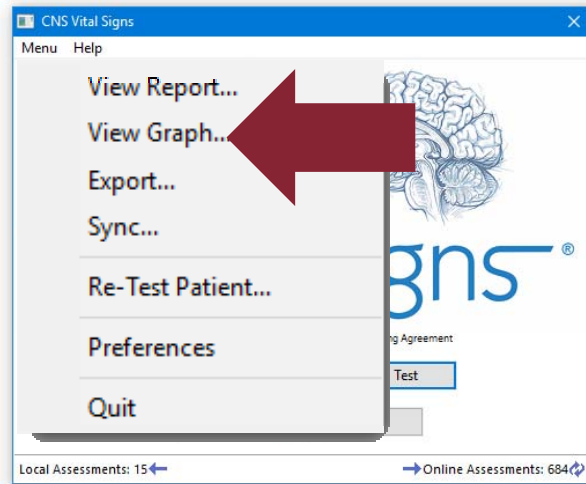 CNS Vital Signs
Menu Help
View Report...
View Graph...
Export...
Sync...
Re-Test Patient...
Preferences
Quit
gns®
ng Agreement
Test
Local Assessments: 15
Online Assessments: 684